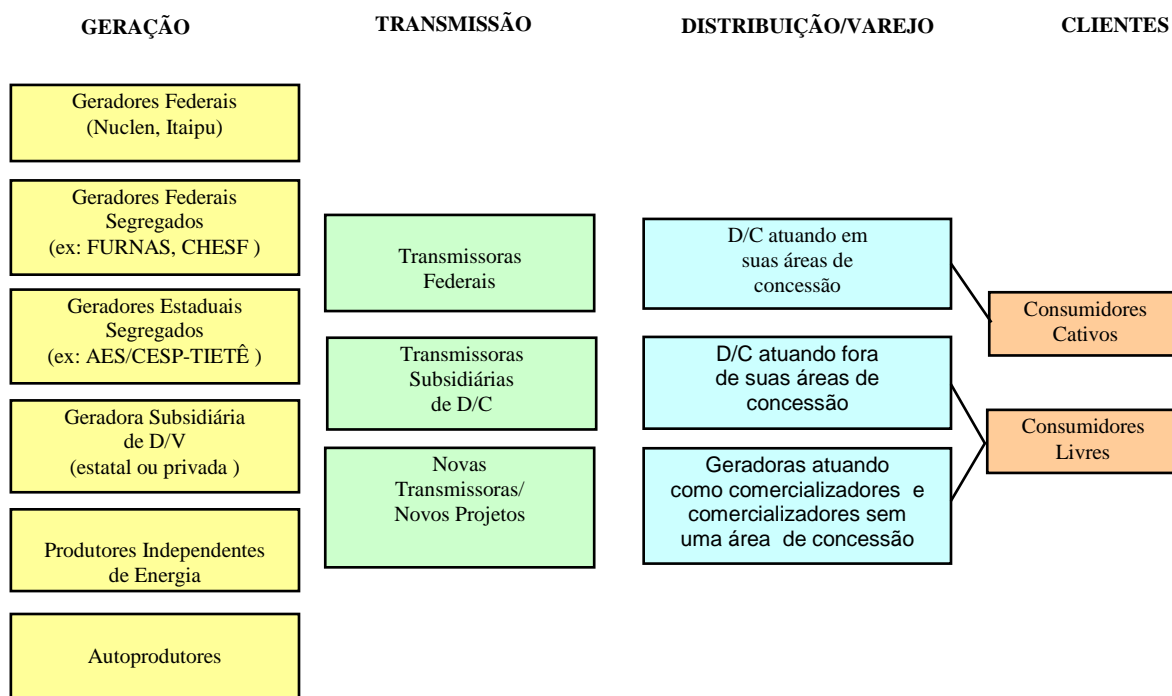 GERAÇÃO
TRANSMISSÃO
DISTRIBUIÇÃO/VAREJO
CLIENTES
Geradores Federais
(Nuclen, Itaipu)
Geradores Federais
Segregados
(ex: FURNAS, CHESF )
Geradores Estaduais
Segregados
(ex: AES/CESP-TIETÊ )
Geradora Subsidiária
de D/V
(estatal ou privada )
Produtores Independentes
de Energia
Autoprodutores
Transmissoras
Federais
Transmissoras
Subsidiárias
de D/C
Novas
Transmissoras/
Novos Projetos
D/C atuando em
suas áreas de
concessão
D/C atuando fora
de suas áreas de
concessão
Geradoras atuando
como comercializadores e
comercializadores sem
uma área de concessão
Consumidores
Cativos
Consumidores
Livres